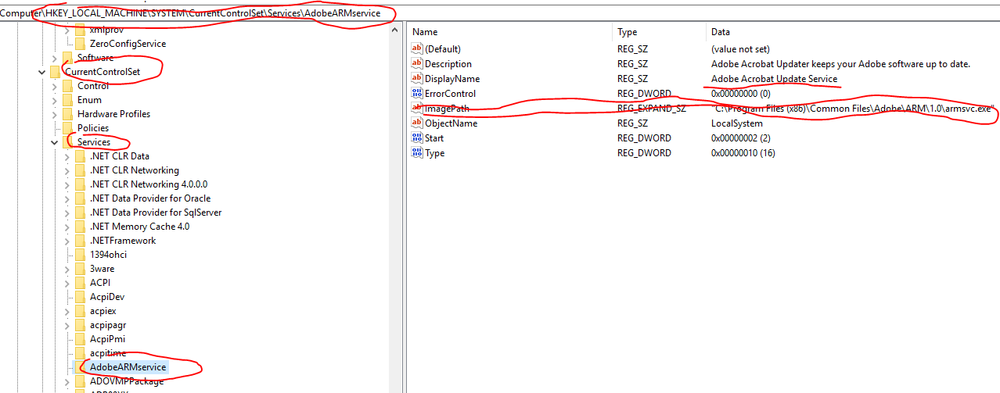 Computer\HKEY_LOCAL_MACHINE\SYSTEM\CurrentControlSet\Services\AdobeARMservice
xmlprov
ZeroConfigService
Software
CurrentControlSet
Control
Enum
Hardware Profiles
Policies
Services
.NET CLR Data
.NET CLR Networking
.NET CLR Networking 4.0.0.0
.NET Data Provider for Oracle
.NET Data Provider for SqlServer
.NET Memory Cache 4.0
.NETFramework
1394ohci
3ware
ACPI
AcpiDev
acpiex
acpipagr
AcpiPmi
acpitime
AdobeARMservice
ADOVMPPackage
Name Type Data
(Default) REG_SZ (value not set)
Description REG_SZ Adobe Acrobat Updater keeps your Adobe software up to date.
DisplayName REG_SZ Adobe Acrobat Update Service
ErrorControl REG_DWORD 0x00000000 (0)
ImagePath REG_EXPAND_SZ "C:\Program Files (x86)\Common Files\Adobe\ARM\1.0\armsvc.exe"
ObjectName REG_SZ LocalSystem
Start REG_DWORD 0x00000002 (2)
Type REG_DWORD 0x00000010 (16)